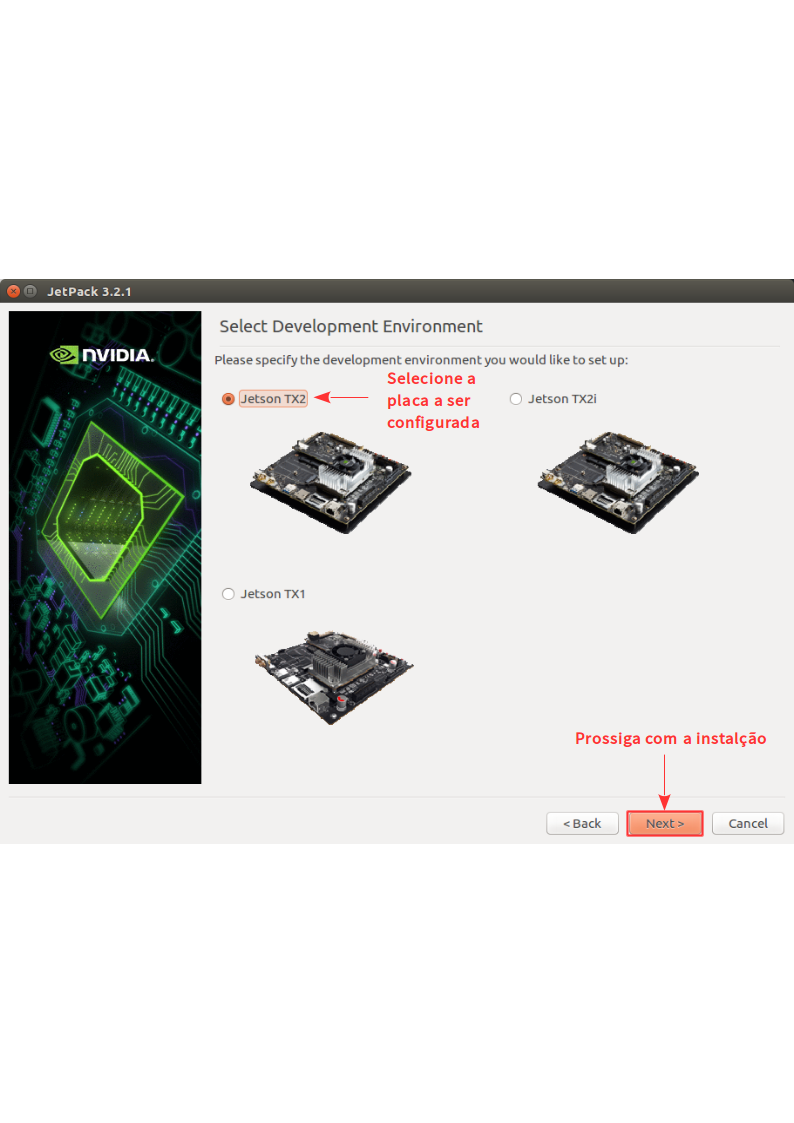 JetPack 3.2.1
NVIDIA.
Select Development Environment
Please specify the development environment you would like to set up:
Jetson TX2
Selecione a
placa a ser
configurada
Jetson TX2i
Jetson TX1
Prossiga com a instalção
< Back
Next >
Cancel